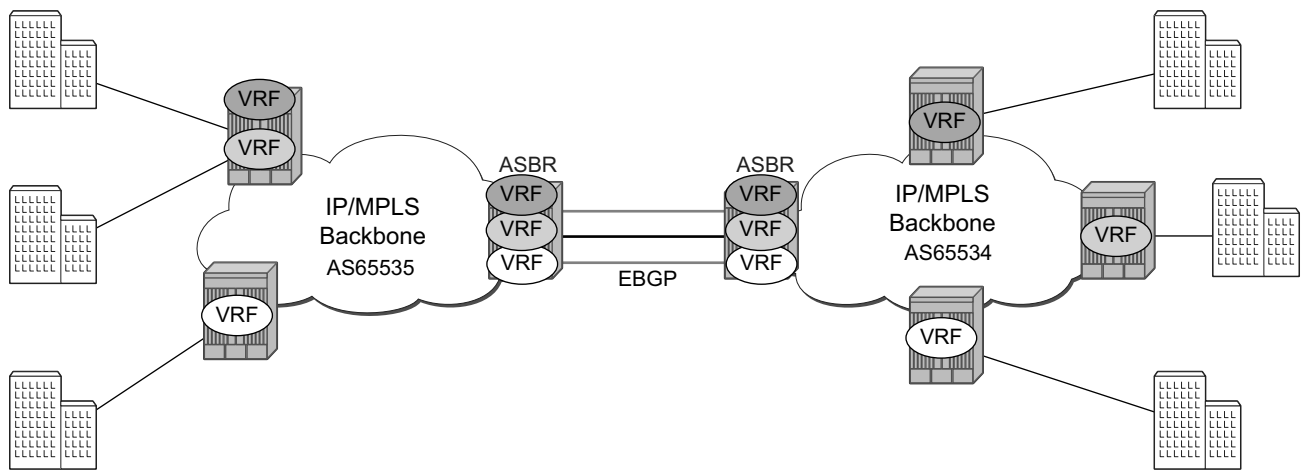 VRF
VRF
VRF
ASBR
VRF
VRF
VRF
IP/MPLS
Backbone
AS65535
EBGP
ASBR
VRF
VRF
VRF
IP/MPLS
Backbone
AS65534
VRF
VRF
VRF